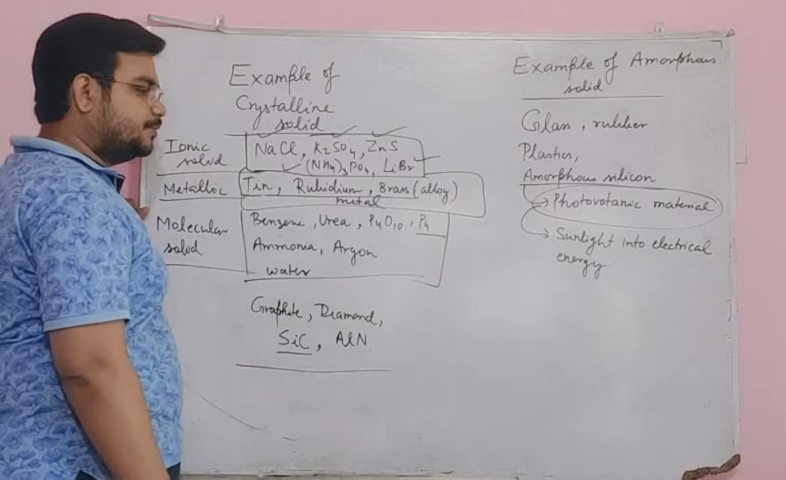 Example of
Crystalline
solid
Ionic solid
NaCl, K2SO4, ZnS
(NH4)3PO4, LiBr
Metallic
Tin, Rubidium, Brass (alloy)
metal
Molecular solid
Benzene, Urea, P4O10, P4
Ammonia, Argon
water
Graphite, Diamond,
SiC, AlN
Example of Amorphous
solid
Glass, rubber
Plastics,
Amorphous silicon
→ Photovotanic material
→ Sunlight into electrical
energy